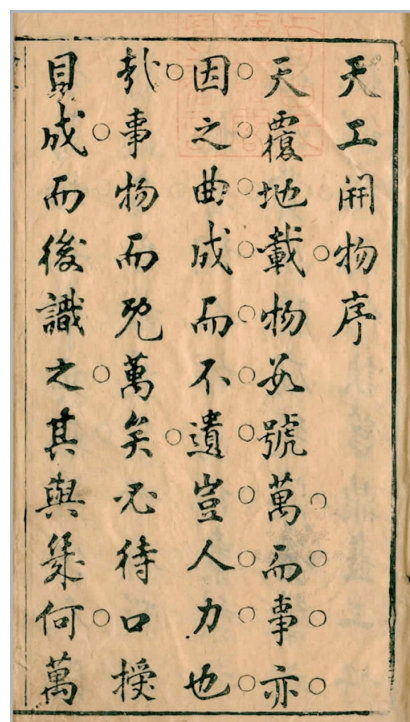 天工開物序
天覆地載物数號萬而事亦
因之曲成而不遺豈人力也
哉事物而既萬矣必待口授
目成而後識之其與幾何萬